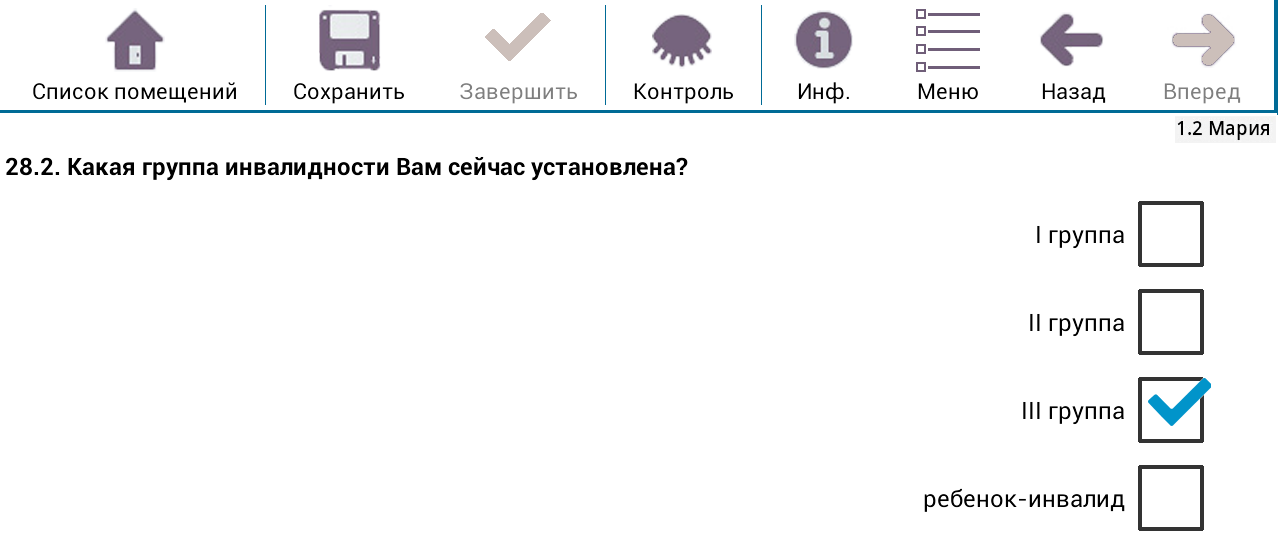 Список помещений Сохранить Завершить Контроль Инф. Меню Назад Вперед
1.2 Мария
28.2. Какая группа инвалидности Вам сейчас установлена?
I группа
II группа
III группа
ребенок-инвалид